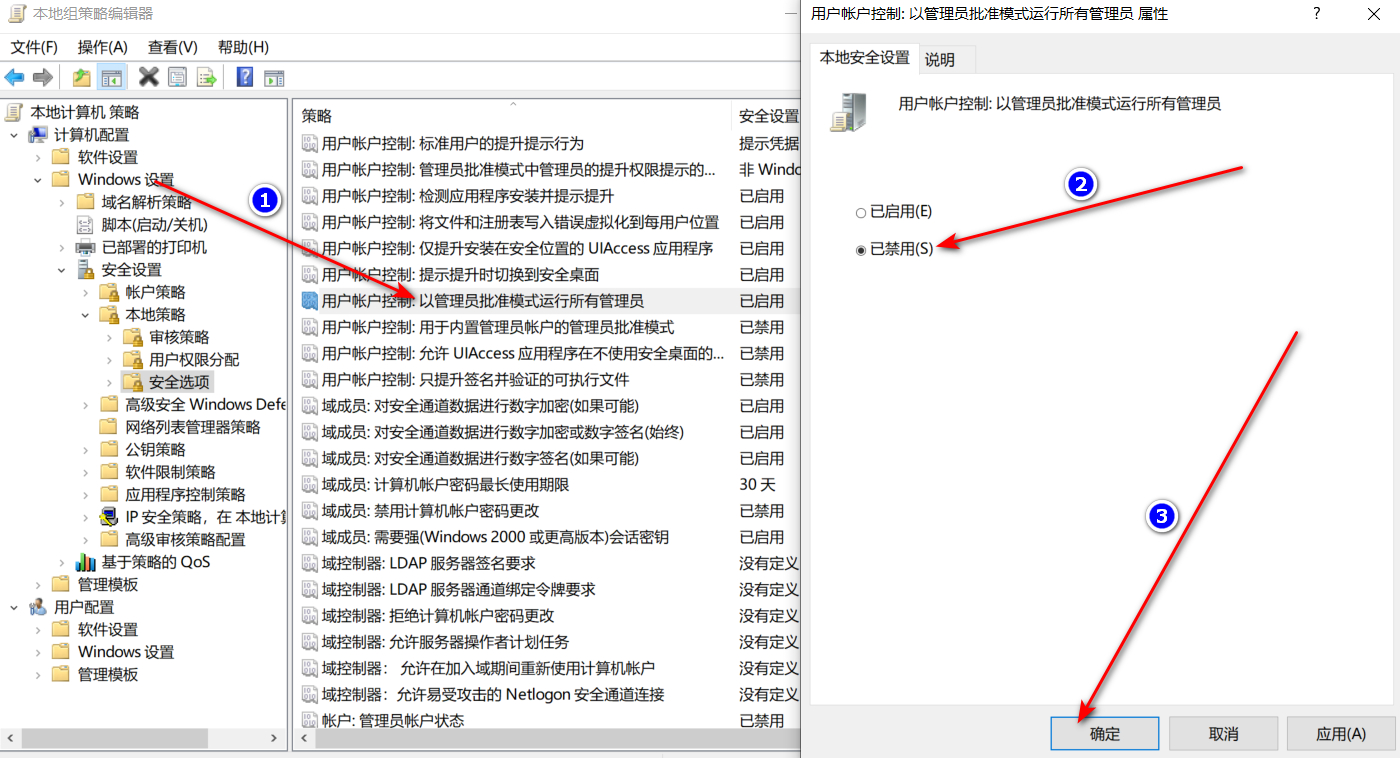 本地组策略编辑器
文件(F) 操作(A) 查看(V) 帮助(H)
本地计算机 策略
计算机配置
软件设置
Windows 设置
域名解析策略
脚本(启动/关机)
已部署的打印机
安全设置
帐户策略
本地策略
审核策略
用户权限分配
安全选项
高级安全 Windows Defe
网络列表管理器策略
公钥策略
软件限制策略
应用程序控制策略
IP 安全策略，在 本地计算
高级审核策略配置
基于策略的 QoS
管理模板
用户配置
软件设置
Windows 设置
管理模板
策略 安全设置
用户帐户控制: 标准用户的提升提示行为 提示凭据
用户帐户控制: 管理员批准模式中管理员的提升权限提示的... 非 Windo
用户帐户控制: 检测应用程序安装并提示提升 已启用
用户帐户控制: 将文件和注册表写入错误虚拟化到每用户位置 已启用
用户帐户控制: 仅提升安装在安全位置的 UIAccess 应用程序 已启用
用户帐户控制: 提示提升时切换到安全桌面 已启用
用户帐户控制: 以管理员批准模式运行所有管理员 已启用
用户帐户控制: 用于内置管理员帐户的管理员批准模式 已禁用
用户帐户控制: 允许 UIAccess 应用程序在不使用安全桌面的... 已禁用
用户帐户控制: 只提升签名并验证的可执行文件 已禁用
域成员: 对安全通道数据进行数字加密(如果可能) 已启用
域成员: 对安全通道数据进行数字加密或数字签名(始终) 已启用
域成员: 对安全通道数据进行数字签名(如果可能) 已启用
域成员: 计算机帐户密码最长使用期限 30 天
域成员: 禁用计算机帐户密码更改 已禁用
域成员: 需要强(Windows 2000 或更高版本)会话密钥 已启用
域控制器: LDAP 服务器签名要求 没有定义
域控制器: LDAP 服务器通道绑定令牌要求 没有定义
域控制器: 拒绝计算机帐户密码更改 没有定义
域控制器: 允许服务器操作者计划任务 没有定义
域控制器： 允许在加入域期间重新使用计算机帐户 没有定义
域控制器：允许易受攻击的 Netlogon 安全通道连接 没有定义
帐户: 管理员帐户状态 已禁用
1
用户帐户控制: 以管理员批准模式运行所有管理员 属性 ?
本地安全设置 说明
用户帐户控制: 以管理员批准模式运行所有管理员
2
已启用(E)
已禁用(S)
3
确定 取消 应用(A)